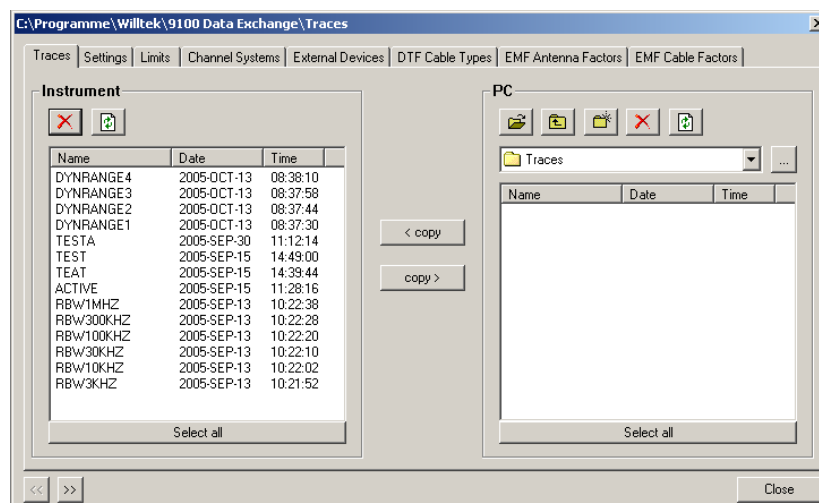 C:\Programme\Willtek\9100 Data Exchange\Traces
Traces Settings Limits Channel Systems External Devices DTF Cable Types EMF Antenna Factors EMF Cable Factors
Instrument
Name Date Time
DYNRANGE4 2005-OCT-13 08:38:10
DYNRANGE3 2005-OCT-13 08:37:58
DYNRANGE2 2005-OCT-13 08:37:44
DYNRANGE1 2005-OCT-13 08:37:30
TESTA 2005-SEP-30 11:12:14
TEST 2005-SEP-15 14:49:00
TEAT 2005-SEP-15 14:39:44
ACTIVE 2005-SEP-15 11:28:16
RBW1MHZ 2005-SEP-13 10:22:38
RBW300KHZ 2005-SEP-13 10:22:28
RBW100KHZ 2005-SEP-13 10:22:20
RBW30KHZ 2005-SEP-13 10:22:10
RBW10KHZ 2005-SEP-13 10:22:02
RBW3KHZ 2005-SEP-13 10:21:52
Select all
< copy
copy >
PC
Traces ...
Name Date Time
Select all
<< >>
Close